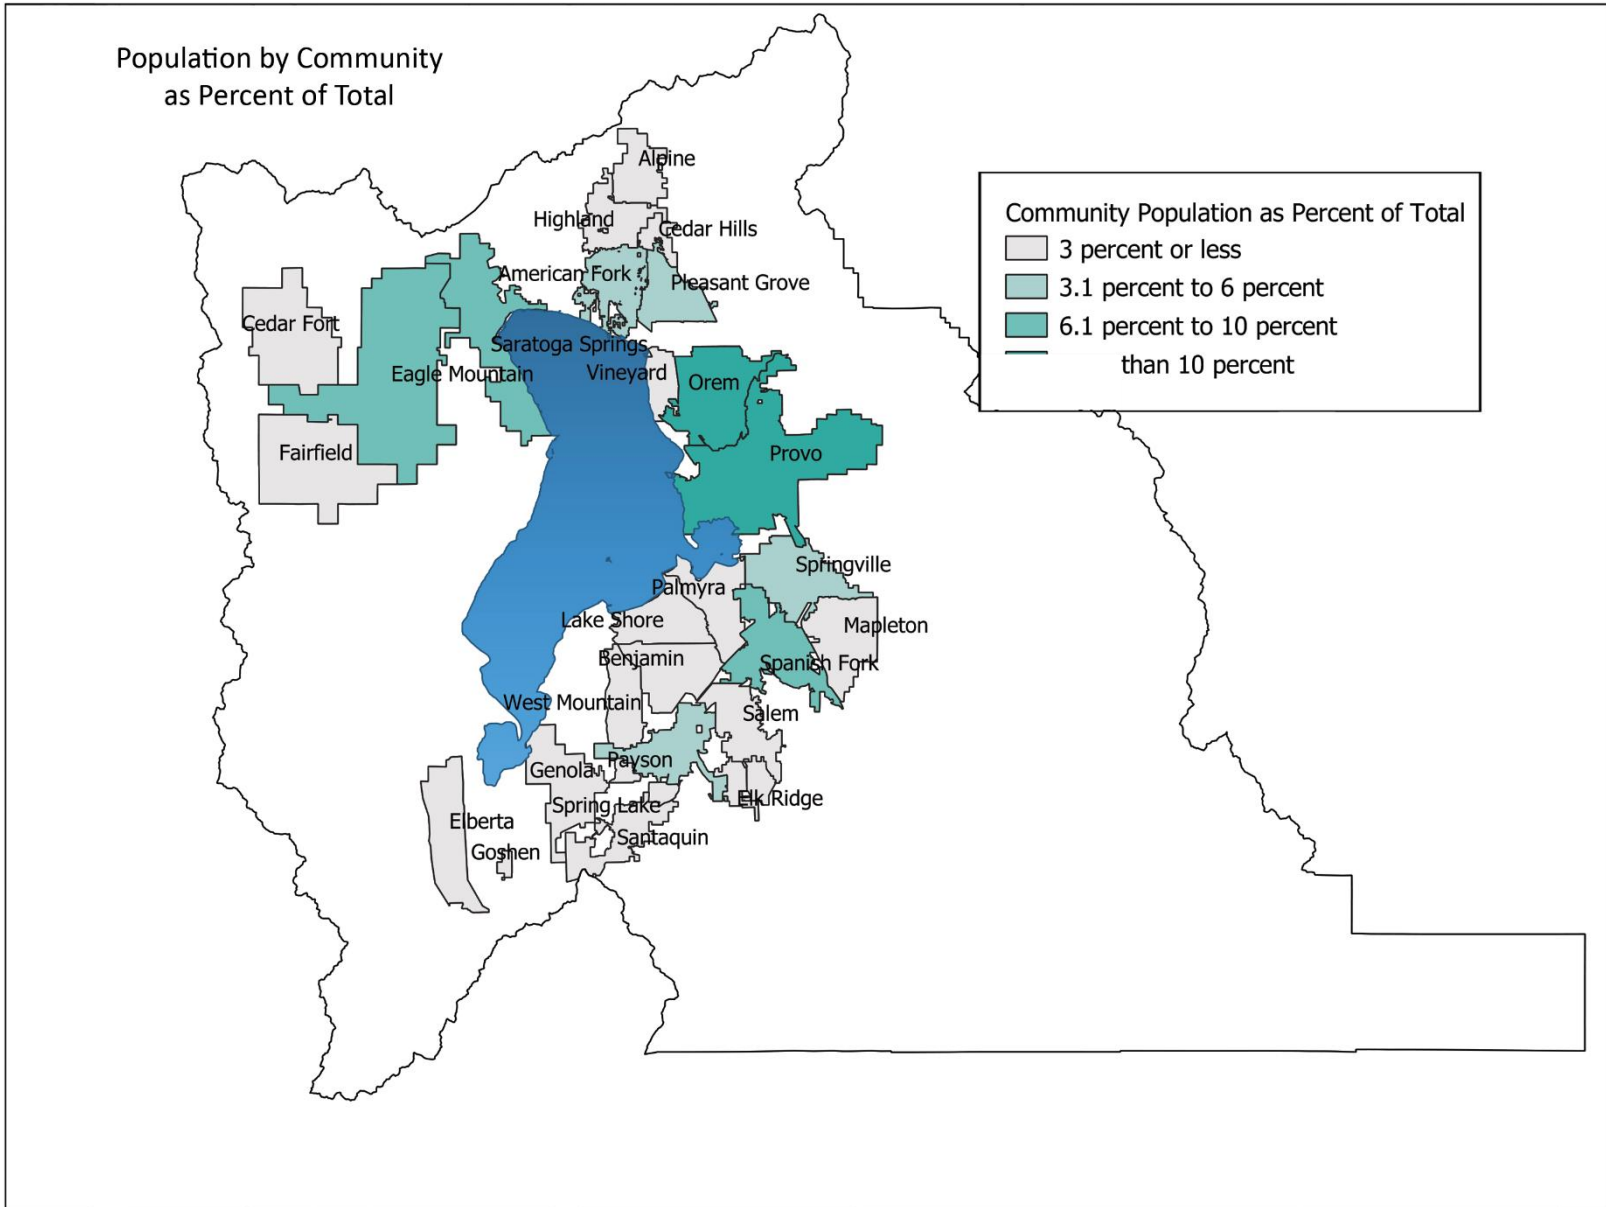 Population by Community
as Percent of Total
Alpine
Highland
Cedar Hills
American Fork
Pleasant Grove
Cedar Fort
Saratoga Springs
Eagle Mountain
Vineyard
Orem
Fairfield
Provo
Springville
Palmyra
Lake Shore
Mapleton
Benjamin
Spanish Fork
West Mountain
Salem
Payson
Genola
Elk Ridge
Spring Lake
Elberta
Santaquin
Goshen
Community Population as Percent of Total
3 percent or less
3.1 percent to 6 percent
6.1 percent to 10 percent
than 10 percent